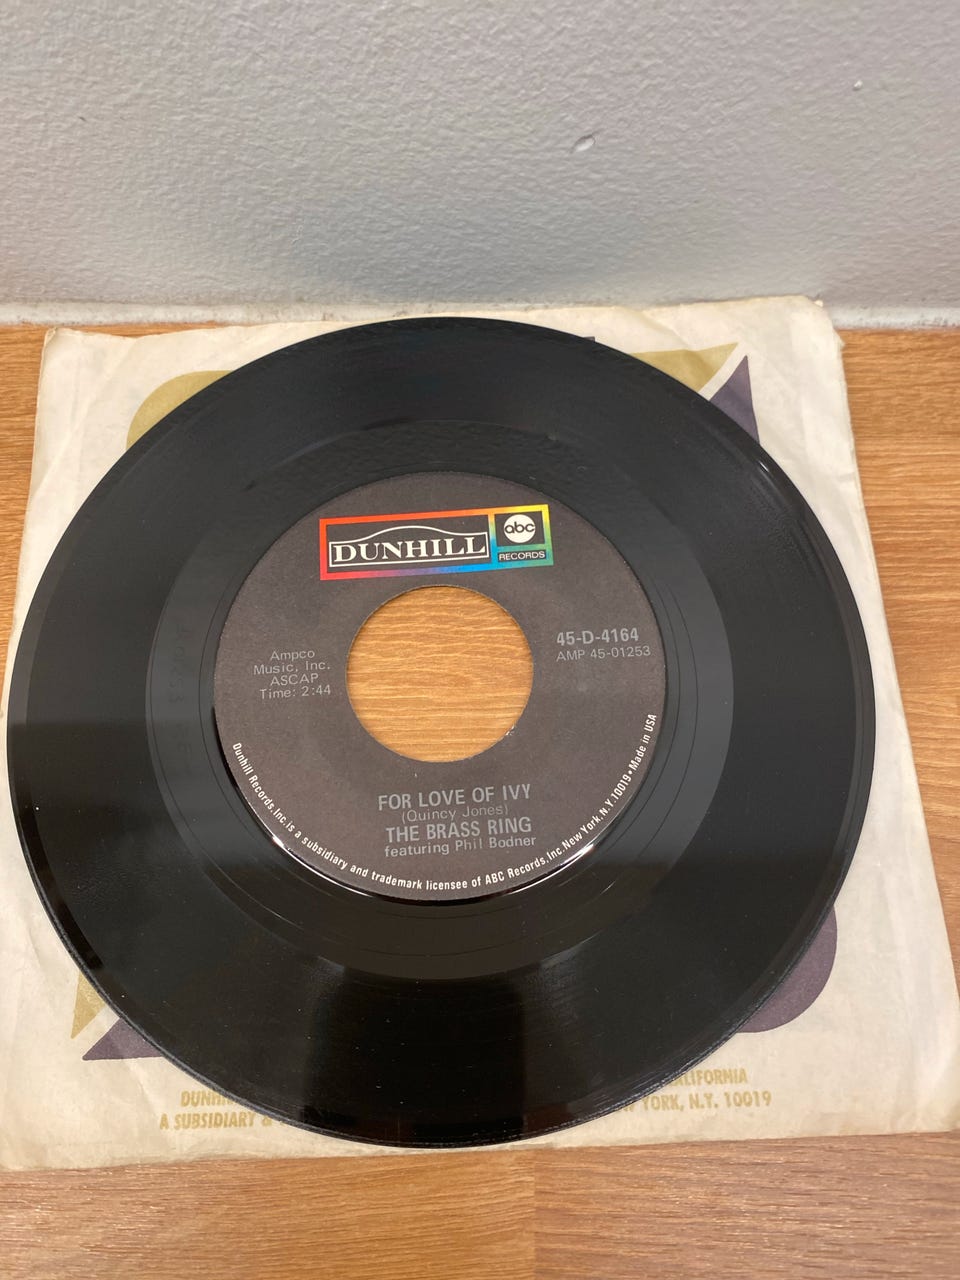 DUNHILL
abc
RECORDS
Ampco
Music, Inc.
ASCAP
Time: 2:44
45-D-4164
AMP 45-01253
FOR LOVE OF IVY
(Quincy Jones)
THE BRASS RING
featuring Phil Bodner
Dunhill Records, Inc. is a subsidiary and trademark licensee of ABC Records, Inc. New York, N.Y. 10019 • Made in USA
A SUBSIDIARY
YORK, N.Y. 10019